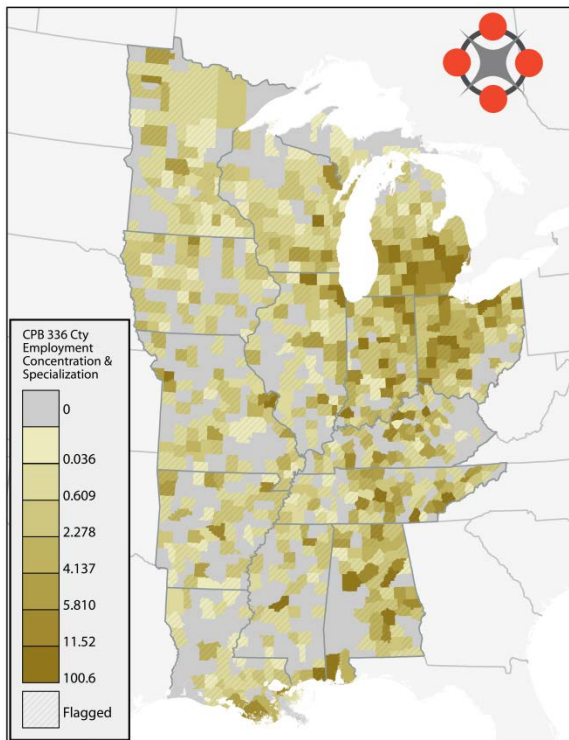 CPB 336 Cty
Employment
Concentration &
Specialization
0
0.036
0.609
2.278
4.137
5.810
11.52
100.6
Flagged